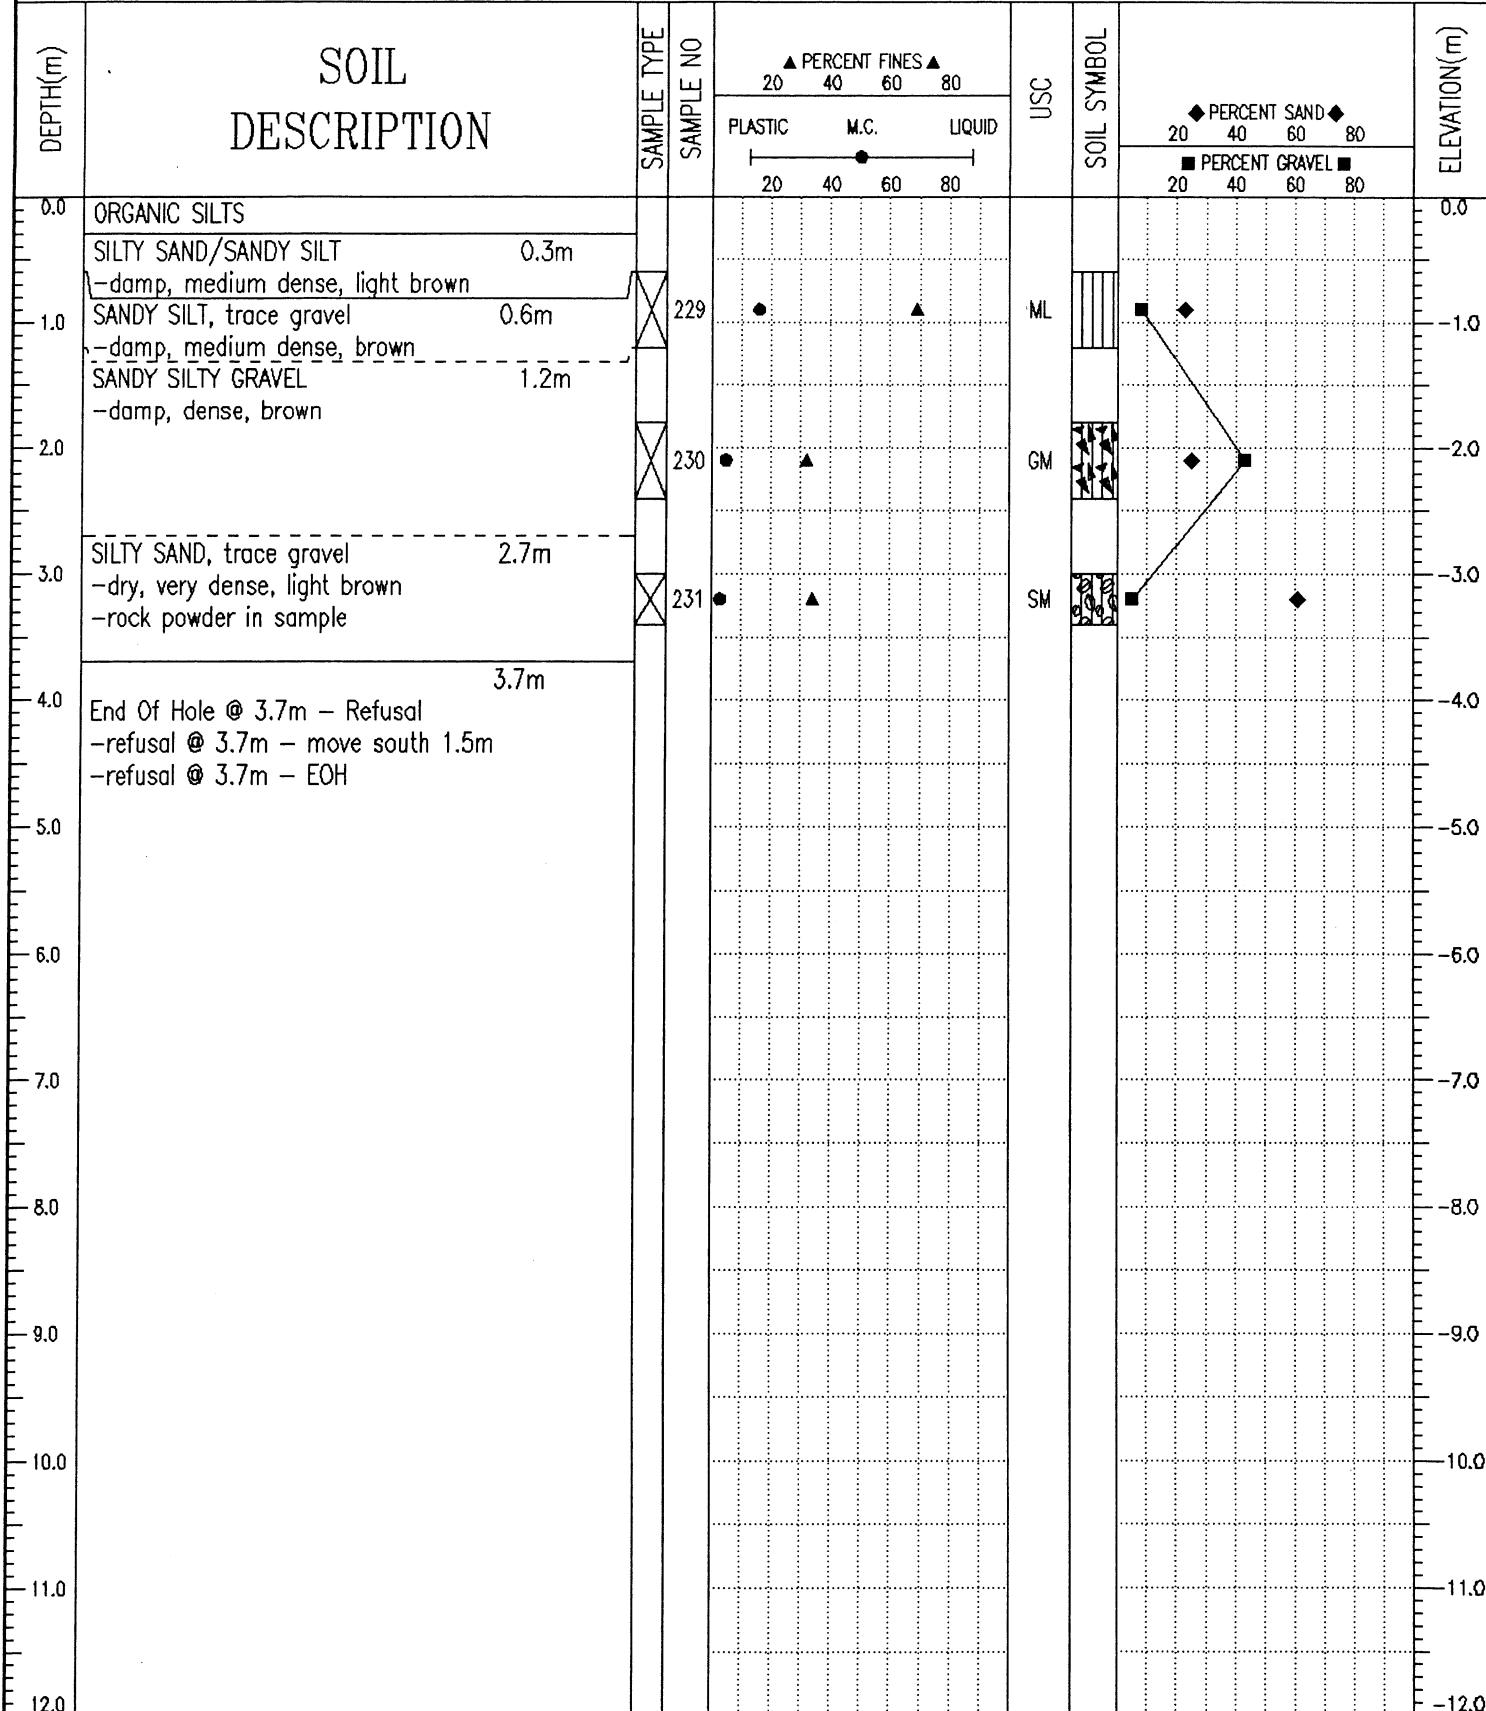 DEPTH(m)
SOIL
DESCRIPTION
SAMPLE TYPE
SAMPLE NO
▲ PERCENT FINES ▲
20 40 60 80
PLASTIC M.C. LIQUID
20 40 60 80
USC
SOIL SYMBOL
◆ PERCENT SAND ◆
20 40 60 80
■ PERCENT GRAVEL ■
20 40 60 80
ELEVATION(m)
0.0 ORGANIC SILTS 0.0
SILTY SAND/SANDY SILT 0.3m
-damp, medium dense, light brown
1.0 SANDY SILT, trace gravel 0.6m 229 ML -1.0
-damp, medium dense, brown
SANDY SILTY GRAVEL 1.2m
-damp, dense, brown
2.0 230 GM -2.0
SILTY SAND, trace gravel 2.7m
3.0 -dry, very dense, light brown 231 SM -3.0
-rock powder in sample
3.7m
4.0 End Of Hole @ 3.7m - Refusal -4.0
-refusal @ 3.7m - move south 1.5m
-refusal @ 3.7m - EOH
5.0 -5.0
6.0 -6.0
7.0 -7.0
8.0 -8.0
9.0 -9.0
10.0 -10.0
11.0 -11.0
12.0 -12.0